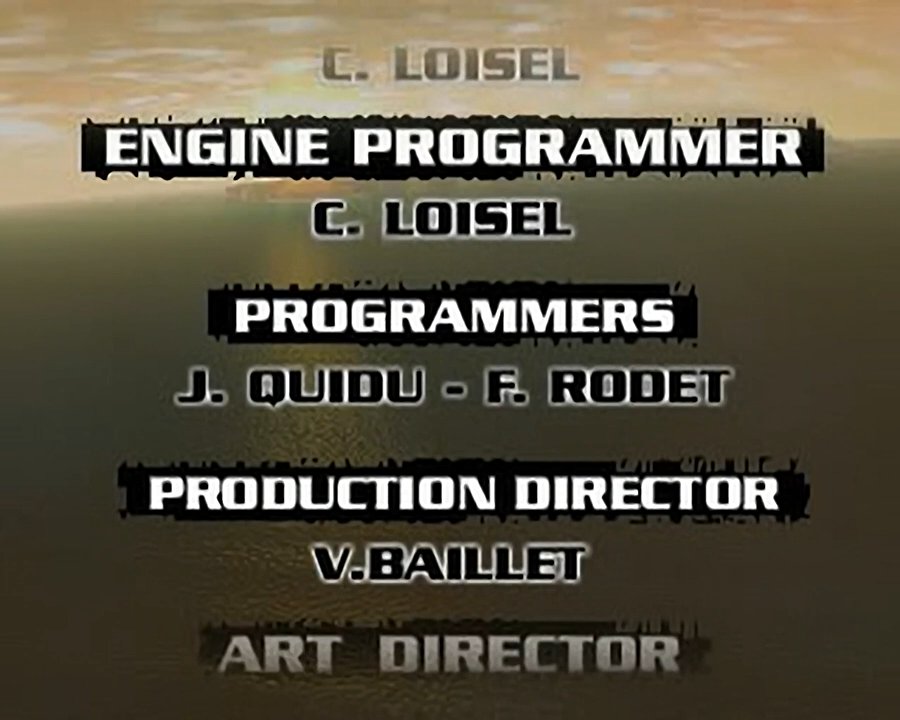 C. LOISEL
ENGINE PROGRAMMER
C. LOISEL
PROGRAMMERS
J. QUIDU - F. RODET
PRODUCTION DIRECTOR
V.BAILLET
ART DIRECTOR